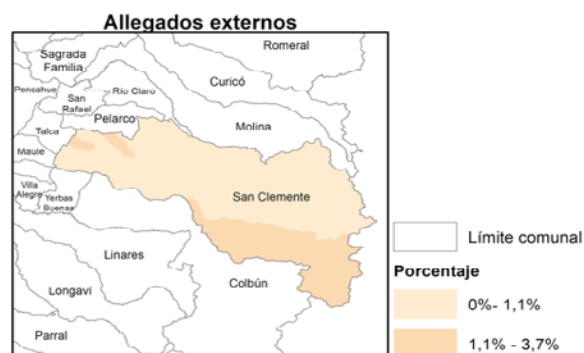 Allegados externos
Romeral
Sagrada
Familia
Curicó
Pencahue
Río Claro
San
Rafael
Pelarco
Molina
Talca
Maule
Villa
Alegre
Yerbas
Buenas
San Clemente
Linares
Colbún
Longaví
Parral
Límite comunal
Porcentaje
0%- 1,1%
1,1% - 3,7%